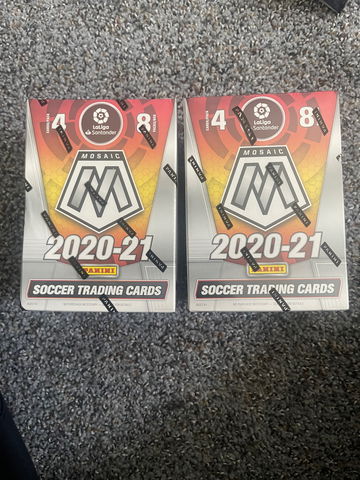 4 8
LaLiga
Santander
MOSAIC
2020-21
PANINI
SOCCER TRADING CARDS
4 8
LaLiga
Santander
MOSAIC
2020-21
PANINI
SOCCER TRADING CARDS